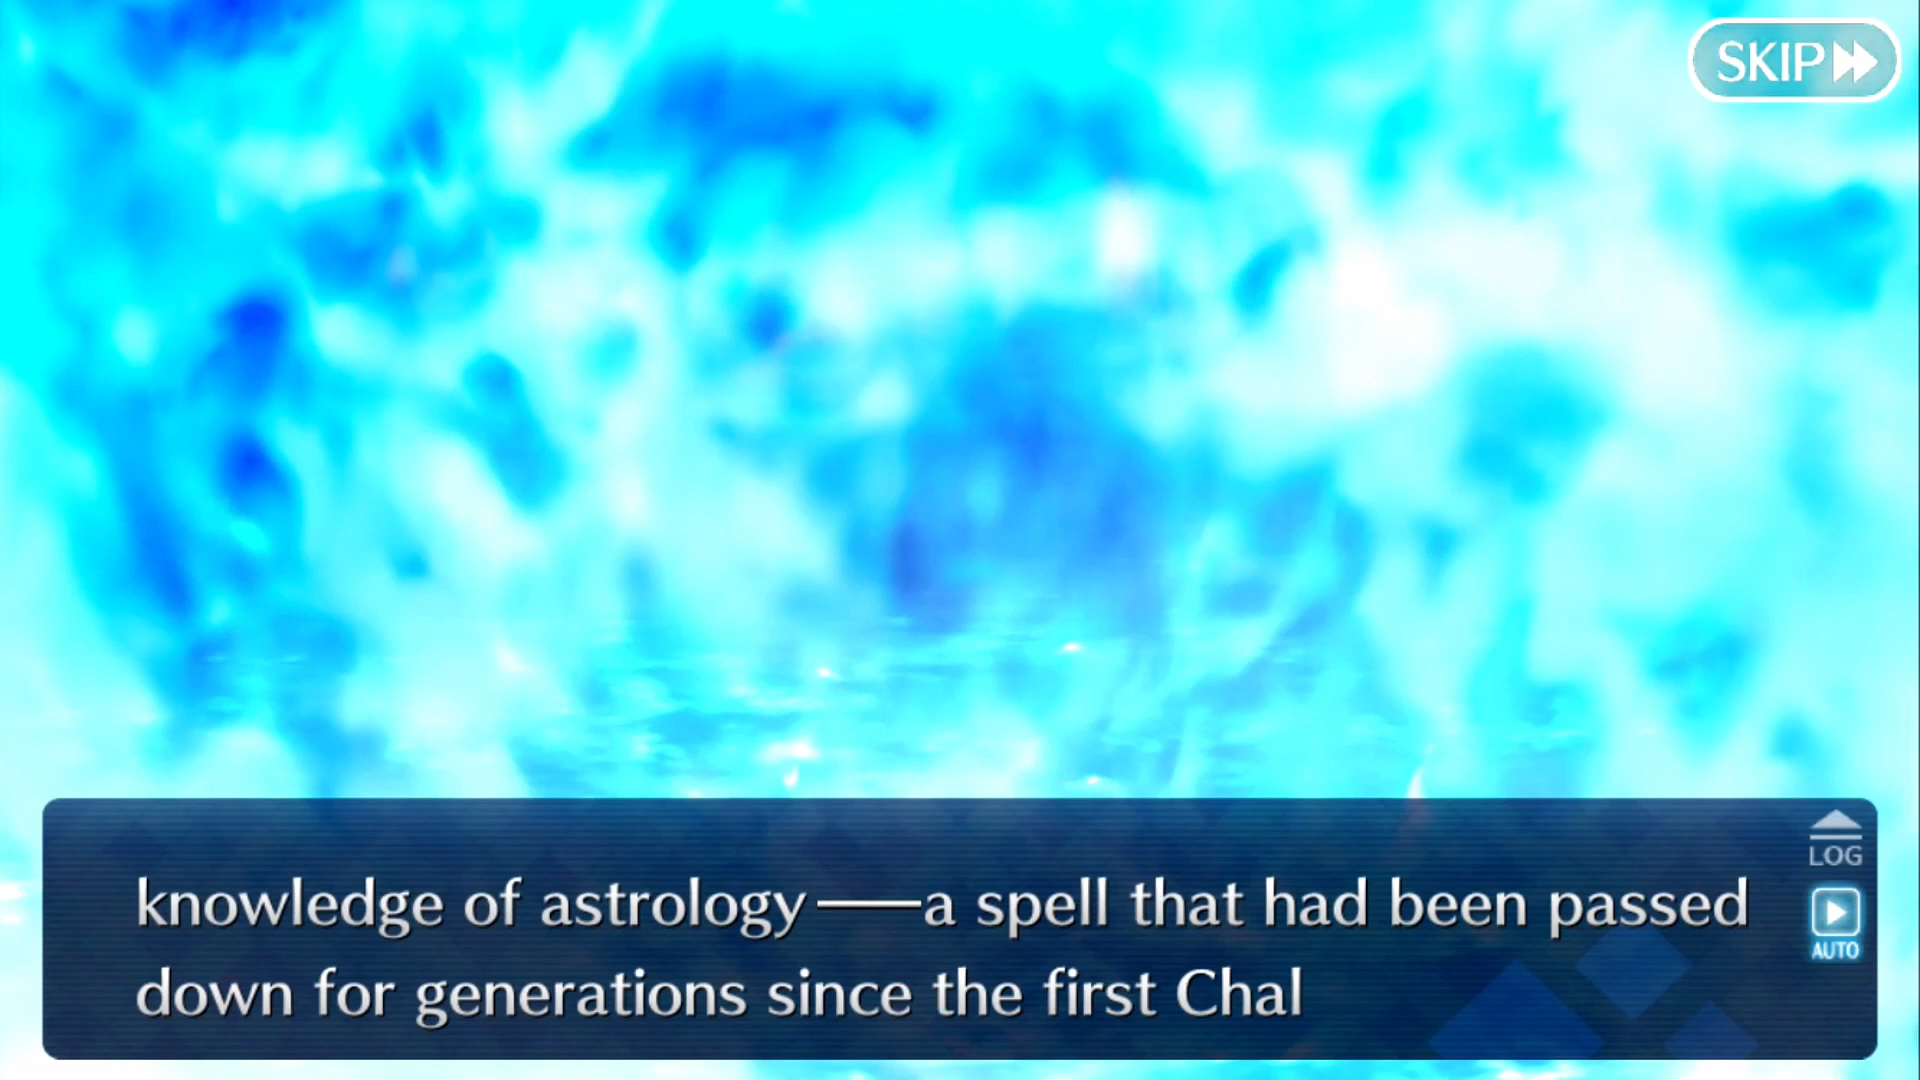 SKIP
LOG
knowledge of astrology——a spell that had been passed
AUTO
down for generations since the first Chal